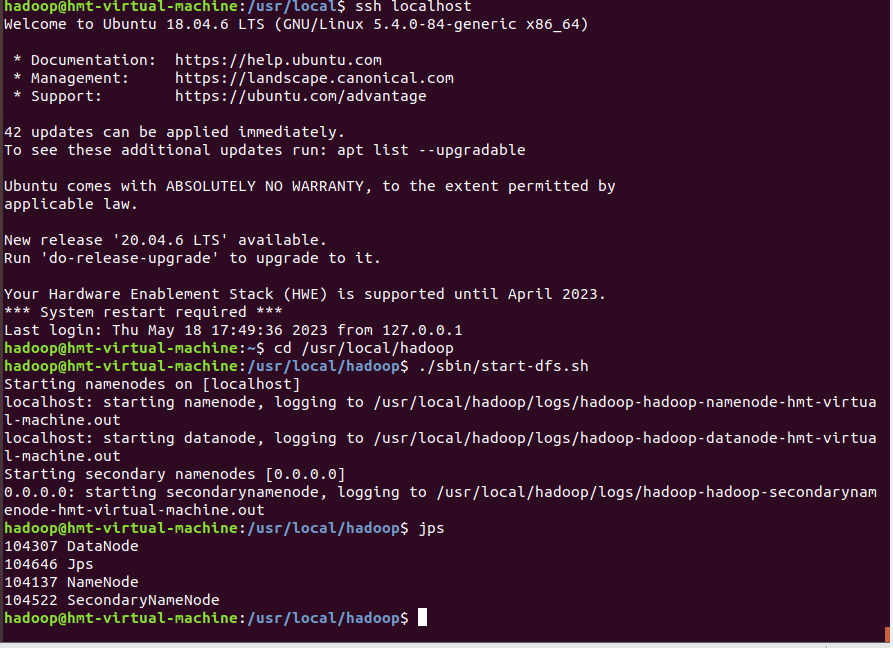 hadoop@hmt-virtual-machine:/usr/local$ ssh localhost
Welcome to Ubuntu 18.04.6 LTS (GNU/Linux 5.4.0-84-generic x86_64)
 * Documentation:  https://help.ubuntu.com
 * Management:     https://landscape.canonical.com
 * Support:        https://ubuntu.com/advantage
42 updates can be applied immediately.
To see these additional updates run: apt list --upgradable
Ubuntu comes with ABSOLUTELY NO WARRANTY, to the extent permitted by
applicable law.
New release '20.04.6 LTS' available.
Run 'do-release-upgrade' to upgrade to it.
Your Hardware Enablement Stack (HWE) is supported until April 2023.
*** System restart required ***
Last login: Thu May 18 17:49:36 2023 from 127.0.0.1
hadoop@hmt-virtual-machine:~$ cd /usr/local/hadoop
hadoop@hmt-virtual-machine:/usr/local/hadoop$ ./sbin/start-dfs.sh
Starting namenodes on [localhost]
localhost: starting namenode, logging to /usr/local/hadoop/logs/hadoop-hadoop-namenode-hmt-virtua
l-machine.out
localhost: starting datanode, logging to /usr/local/hadoop/logs/hadoop-hadoop-datanode-hmt-virtua
l-machine.out
Starting secondary namenodes [0.0.0.0]
0.0.0.0: starting secondarynamenode, logging to /usr/local/hadoop/logs/hadoop-hadoop-secondarynam
enode-hmt-virtual-machine.out
hadoop@hmt-virtual-machine:/usr/local/hadoop$ jps
104307 DataNode
104646 Jps
104137 NameNode
104522 SecondaryNameNode
hadoop@hmt-virtual-machine:/usr/local/hadoop$